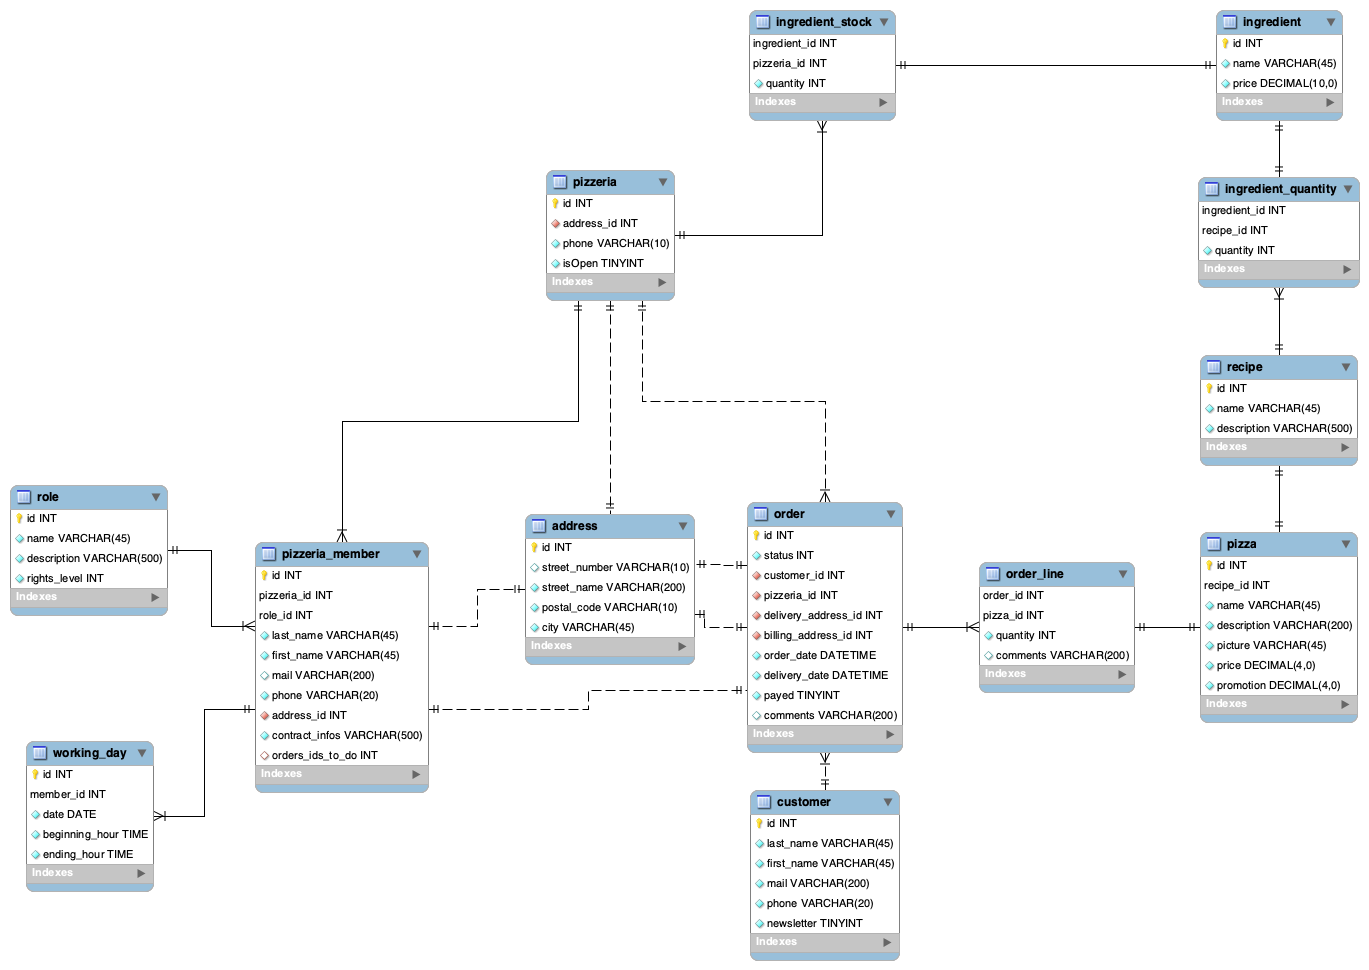 ingredient_stock
ingredient_id INT
pizzeria_id INT
quantity INT
Indexes
ingredient
id INT
name VARCHAR(45)
price DECIMAL(10,0)
Indexes
pizzeria
id INT
address_id INT
phone VARCHAR(10)
isOpen TINYINT
Indexes
ingredient_quantity
ingredient_id INT
recipe_id INT
quantity INT
Indexes
recipe
id INT
name VARCHAR(45)
description VARCHAR(500)
Indexes
role
id INT
name VARCHAR(45)
description VARCHAR(500)
rights_level INT
Indexes
pizzeria_member
id INT
pizzeria_id INT
role_id INT
last_name VARCHAR(45)
first_name VARCHAR(45)
mail VARCHAR(200)
phone VARCHAR(20)
address_id INT
contract_infos VARCHAR(500)
orders_ids_to_do INT
Indexes
address
id INT
street_number VARCHAR(10)
street_name VARCHAR(200)
postal_code VARCHAR(10)
city VARCHAR(45)
Indexes
order
id INT
status INT
customer_id INT
pizzeria_id INT
delivery_address_id INT
billing_address_id INT
order_date DATETIME
delivery_date DATETIME
payed TINYINT
comments VARCHAR(200)
Indexes
order_line
order_id INT
pizza_id INT
quantity INT
comments VARCHAR(200)
Indexes
pizza
id INT
recipe_id INT
name VARCHAR(45)
description VARCHAR(200)
picture VARCHAR(45)
price DECIMAL(4,0)
promotion DECIMAL(4,0)
Indexes
working_day
id INT
member_id INT
date DATE
beginning_hour TIME
ending_hour TIME
Indexes
customer
id INT
last_name VARCHAR(45)
first_name VARCHAR(45)
mail VARCHAR(200)
phone VARCHAR(20)
newsletter TINYINT
Indexes